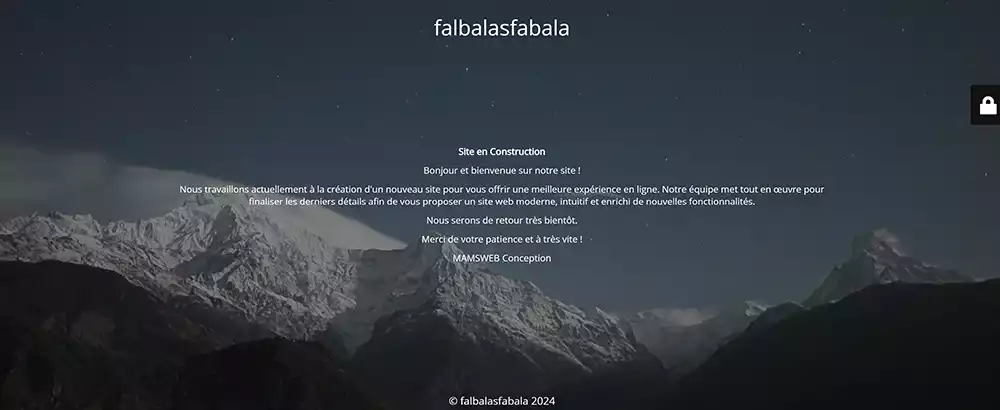 falbalasfabala
Site en Construction
Bonjour et bienvenue sur notre site !
Nous travaillons actuellement à la création d'un nouveau site pour vous offrir une meilleure expérience en ligne. Notre équipe met tout en œuvre pour
finaliser les derniers détails afin de vous proposer un site web moderne, intuitif et enrichi de nouvelles fonctionnalités.
Nous serons de retour très bientôt.
Merci de votre patience et à très vite !
MAMSWEB Conception
© falbalasfabala 2024